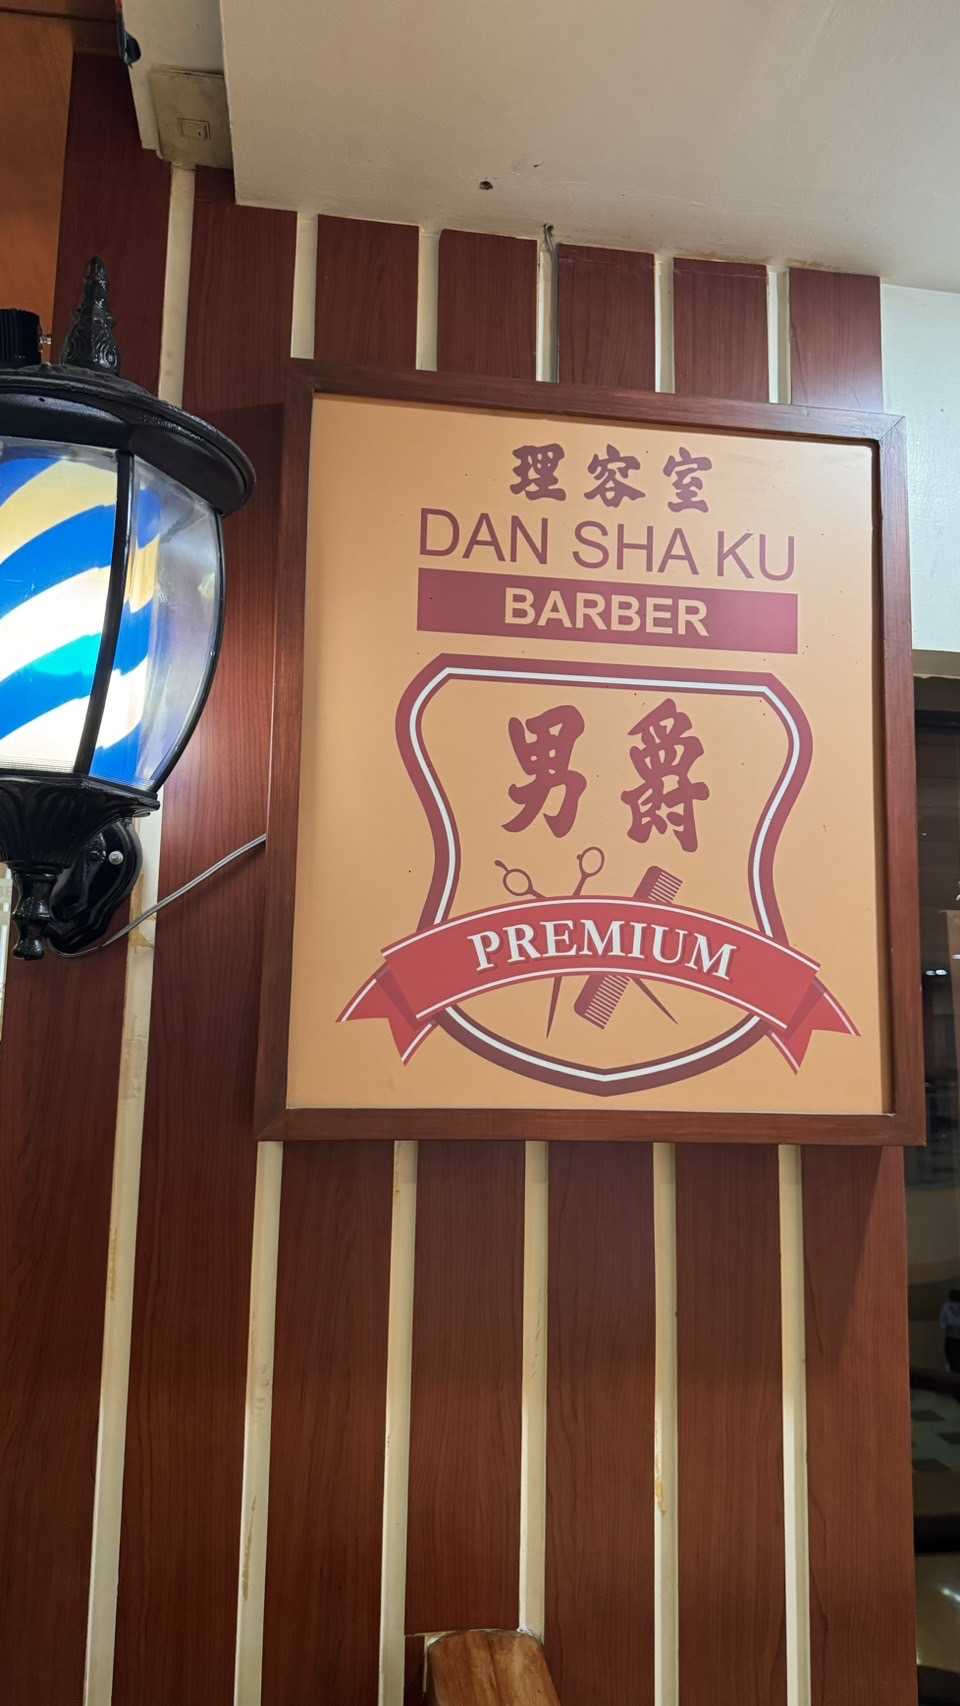 理容室
DAN SHA KU
BARBER
男爵
PREMIUM